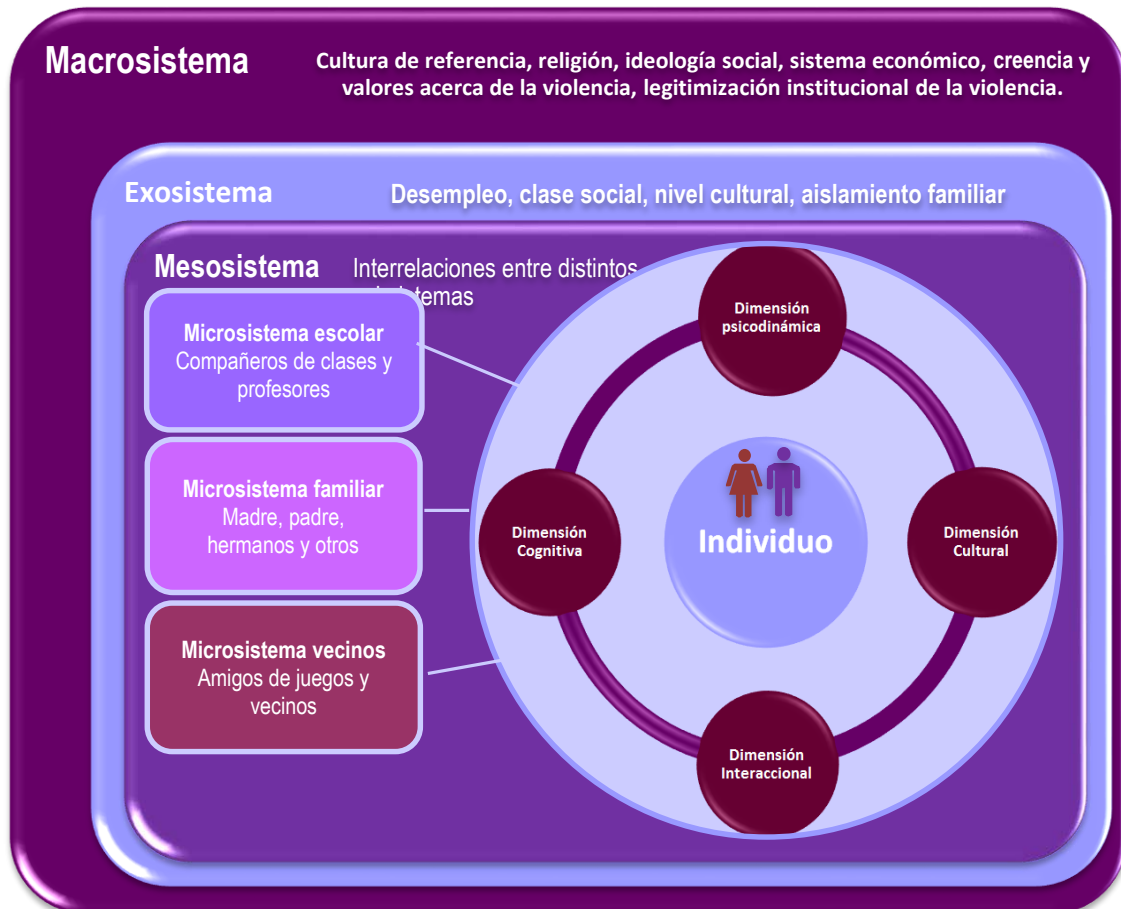 Macrosistema
Cultura de referencia, religión, ideología social, sistema económico, creencia y
valores acerca de la violencia, legitimización institucional de la violencia.
Exosistema
Desempleo, clase social, nivel cultural, aislamiento familiar
Mesosistema
Interrelaciones entre distintos
Microsistema escolar
Compañeros de clases y
profesores
Microsistema familiar
Madre, padre,
hermanos y otros
Microsistema vecinos
Amigos de juegos y
vecinos
Dimensión
psicodinámica
Dimensión
Cognitiva
Individuo
Dimensión
Cultural
Dimensión
Interaccional